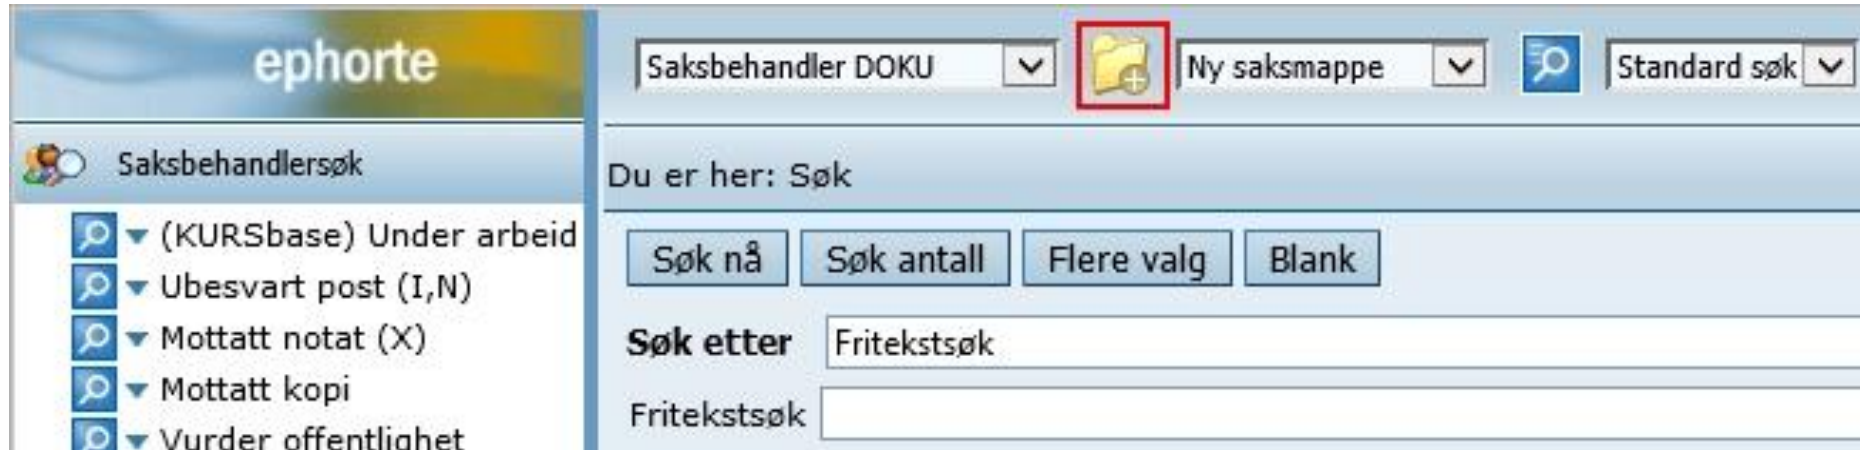 ephorte
Saksbehandler DOKU Ny saksmappe Standard søk
Saksbehandlersøk
Du er her: Søk
(KURSbase) Under arbeid
Ubesvart post (I,N)
Mottatt notat (X)
Mottatt kopi
Vurder offentlighet
Søk nå Søk antall Flere valg Blank
Søk etter Fritekstsøk
Fritekstsøk